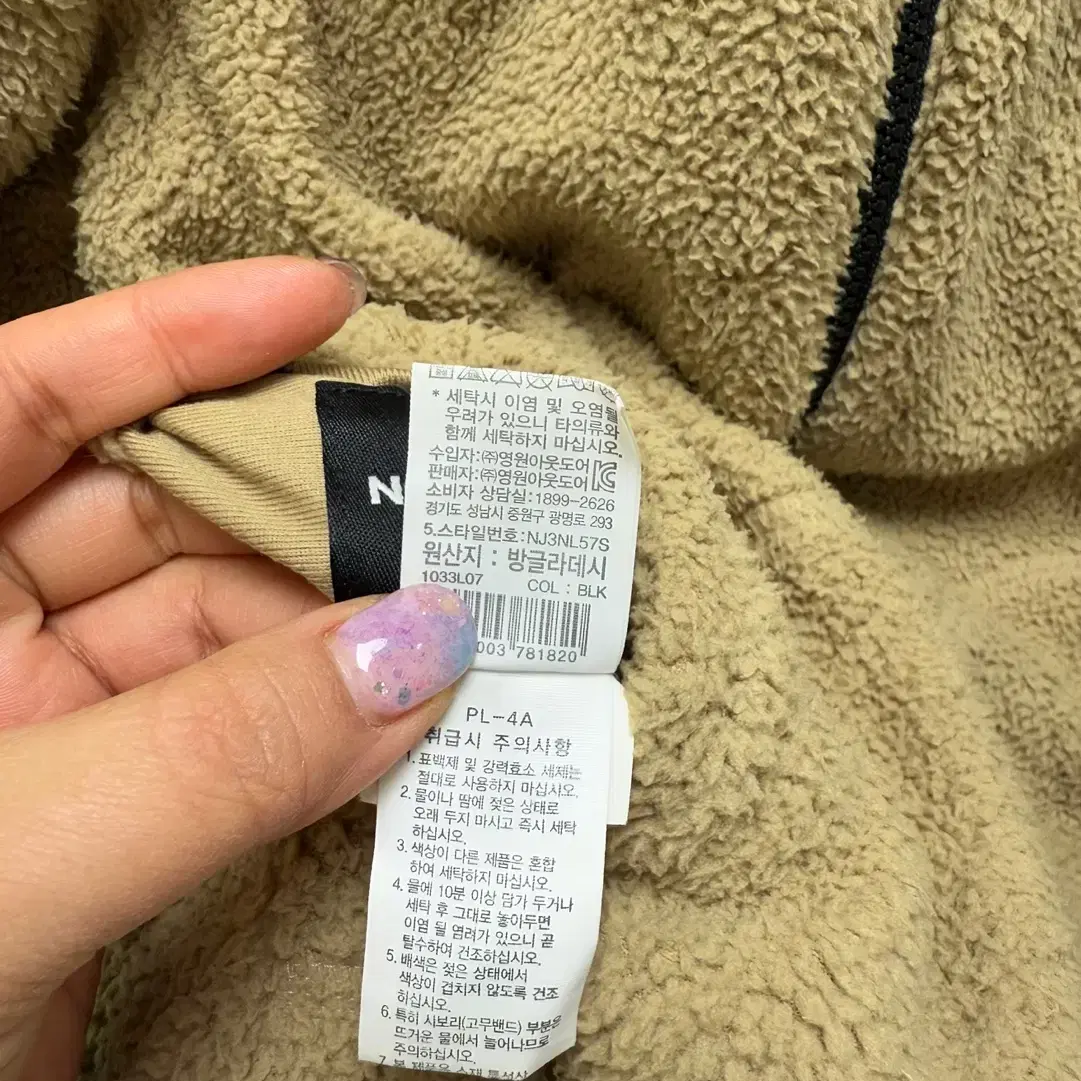 * 세탁시 이염 및 오염될
우려가 있으니 타의류와
함께 세탁하지 마십시오.
수입자:㈜영원아웃도어
판매자:㈜영원아웃도어
소비자 상담실:1899-2626
경기도 성남시 중원구 광명로 293
5.스타일번호:NJ3NL57S
원산지 : 방글라데시
1033L07 COL : BLK
003 781820
N
PL-4A
취급시 주의사항
1. 표백제 및 강력효소 세제는
절대로 사용하지 마십시오.
2. 물이나 땀에 젖은 상태로
오래 두지 마시고 즉시 세탁
하십시오.
3. 색상이 다른 제품은 혼합
하여 세탁하지 마십시오.
4. 물에 10분 이상 담가 두거나
세탁 후 그대로 놓아두면
이염 될 염려가 있으니 곧
탈수하여 건조하십시오.
5. 배색은 젖은 상태에서
색상이 겹치지 않도록 건조
하십시오.
6. 특히 시보리(고무밴드) 부분은
뜨거운 물에서 늘어나므로
주의하십시오.
7. 본 제품은 소재 특성상